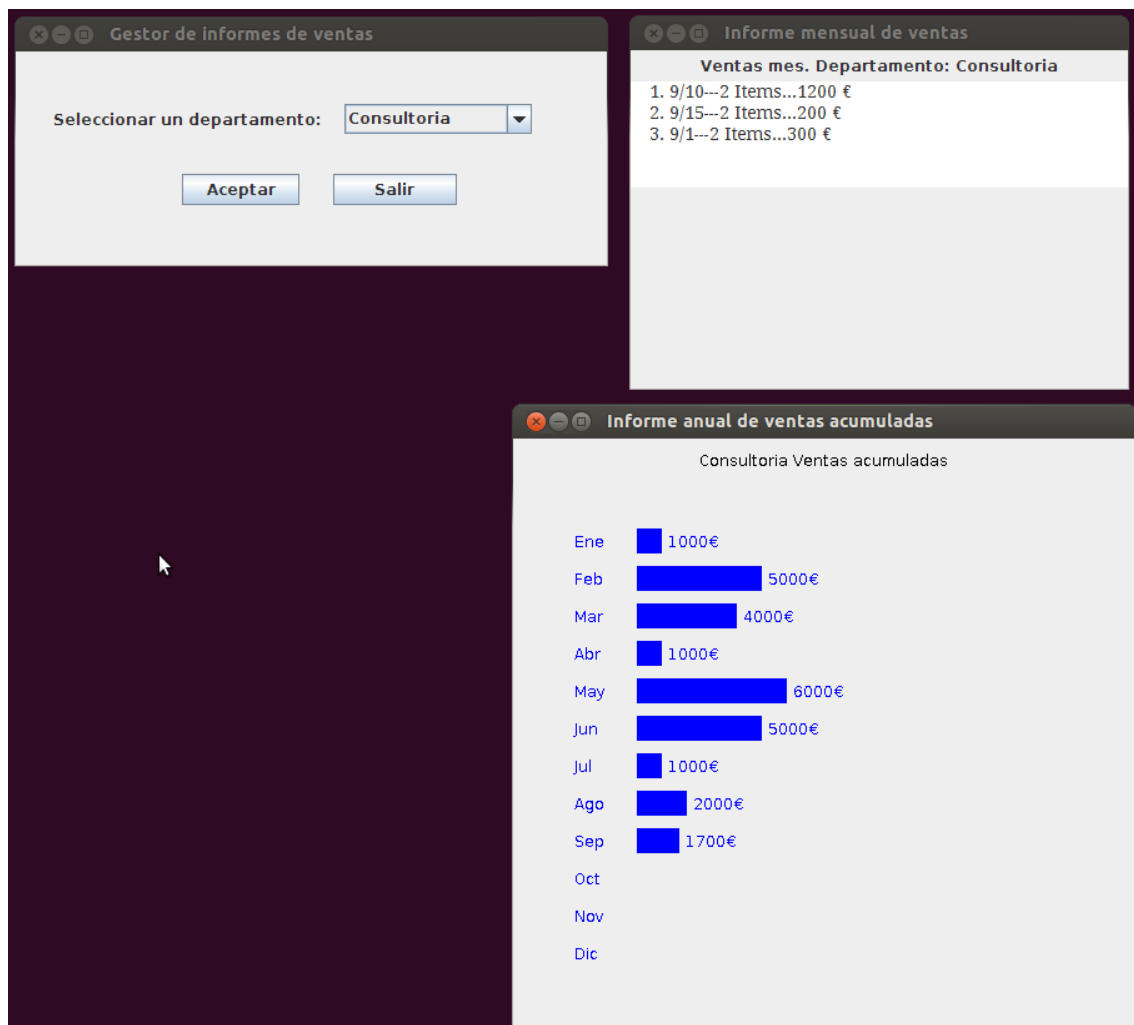 Gestor de informes de ventas
Seleccionar un departamento: Consultoria
Aceptar Salir
Informe mensual de ventas
Ventas mes. Departamento: Consultoria
1. 9/10---2 Items...1200 €
2. 9/15---2 Items...200 €
3. 9/1---2 Items...300 €
Informe anual de ventas acumuladas
Consultoria Ventas acumuladas
Ene 1000€
Feb 5000€
Mar 4000€
Abr 1000€
May 6000€
Jun 5000€
Jul 1000€
Ago 2000€
Sep 1700€
Oct
Nov
Dic